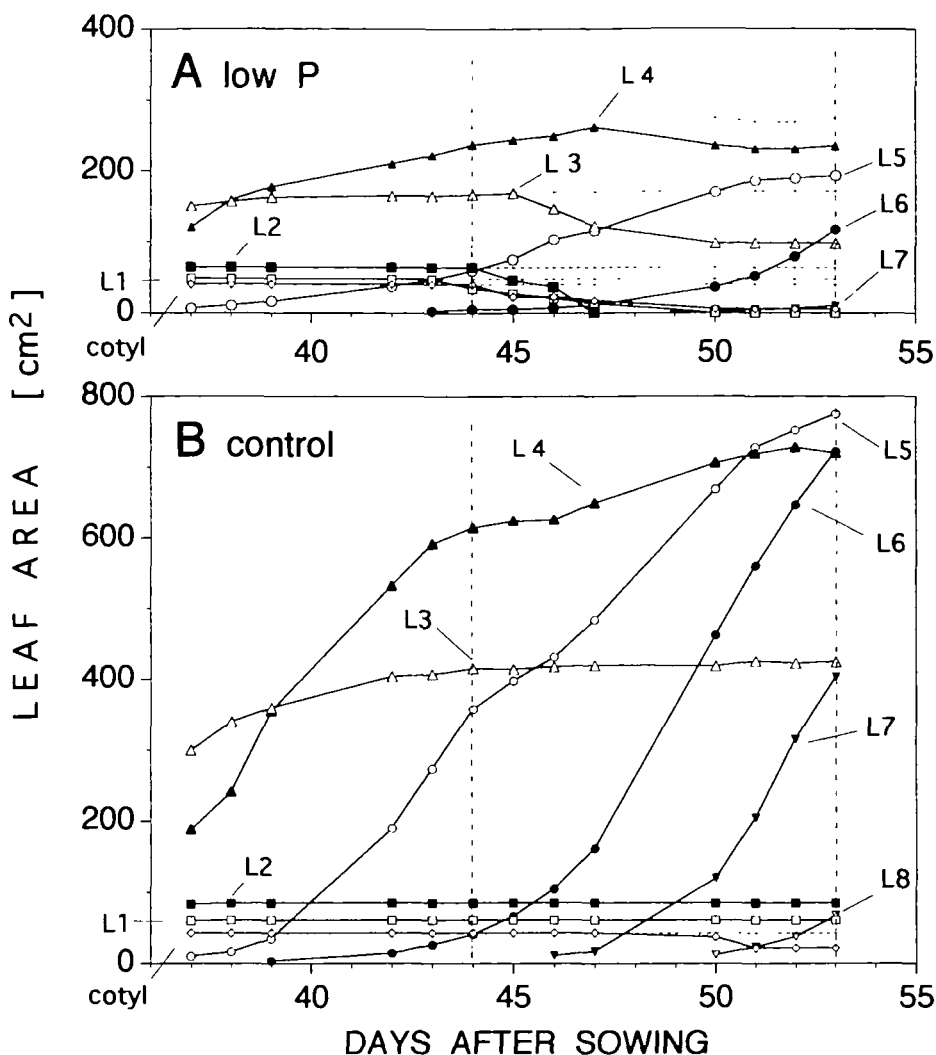 400
A low P
L 4
L 3
200
L2
L5
L6
L7
L1
0
cotyl
40
45
50
55
LEAF AREA [cm²]
800
B control
L 4
L5
600
L6
L3
400
L7
200
L2
L8
L1
0
cotyl
40
45
50
55
DAYS AFTER SOWING